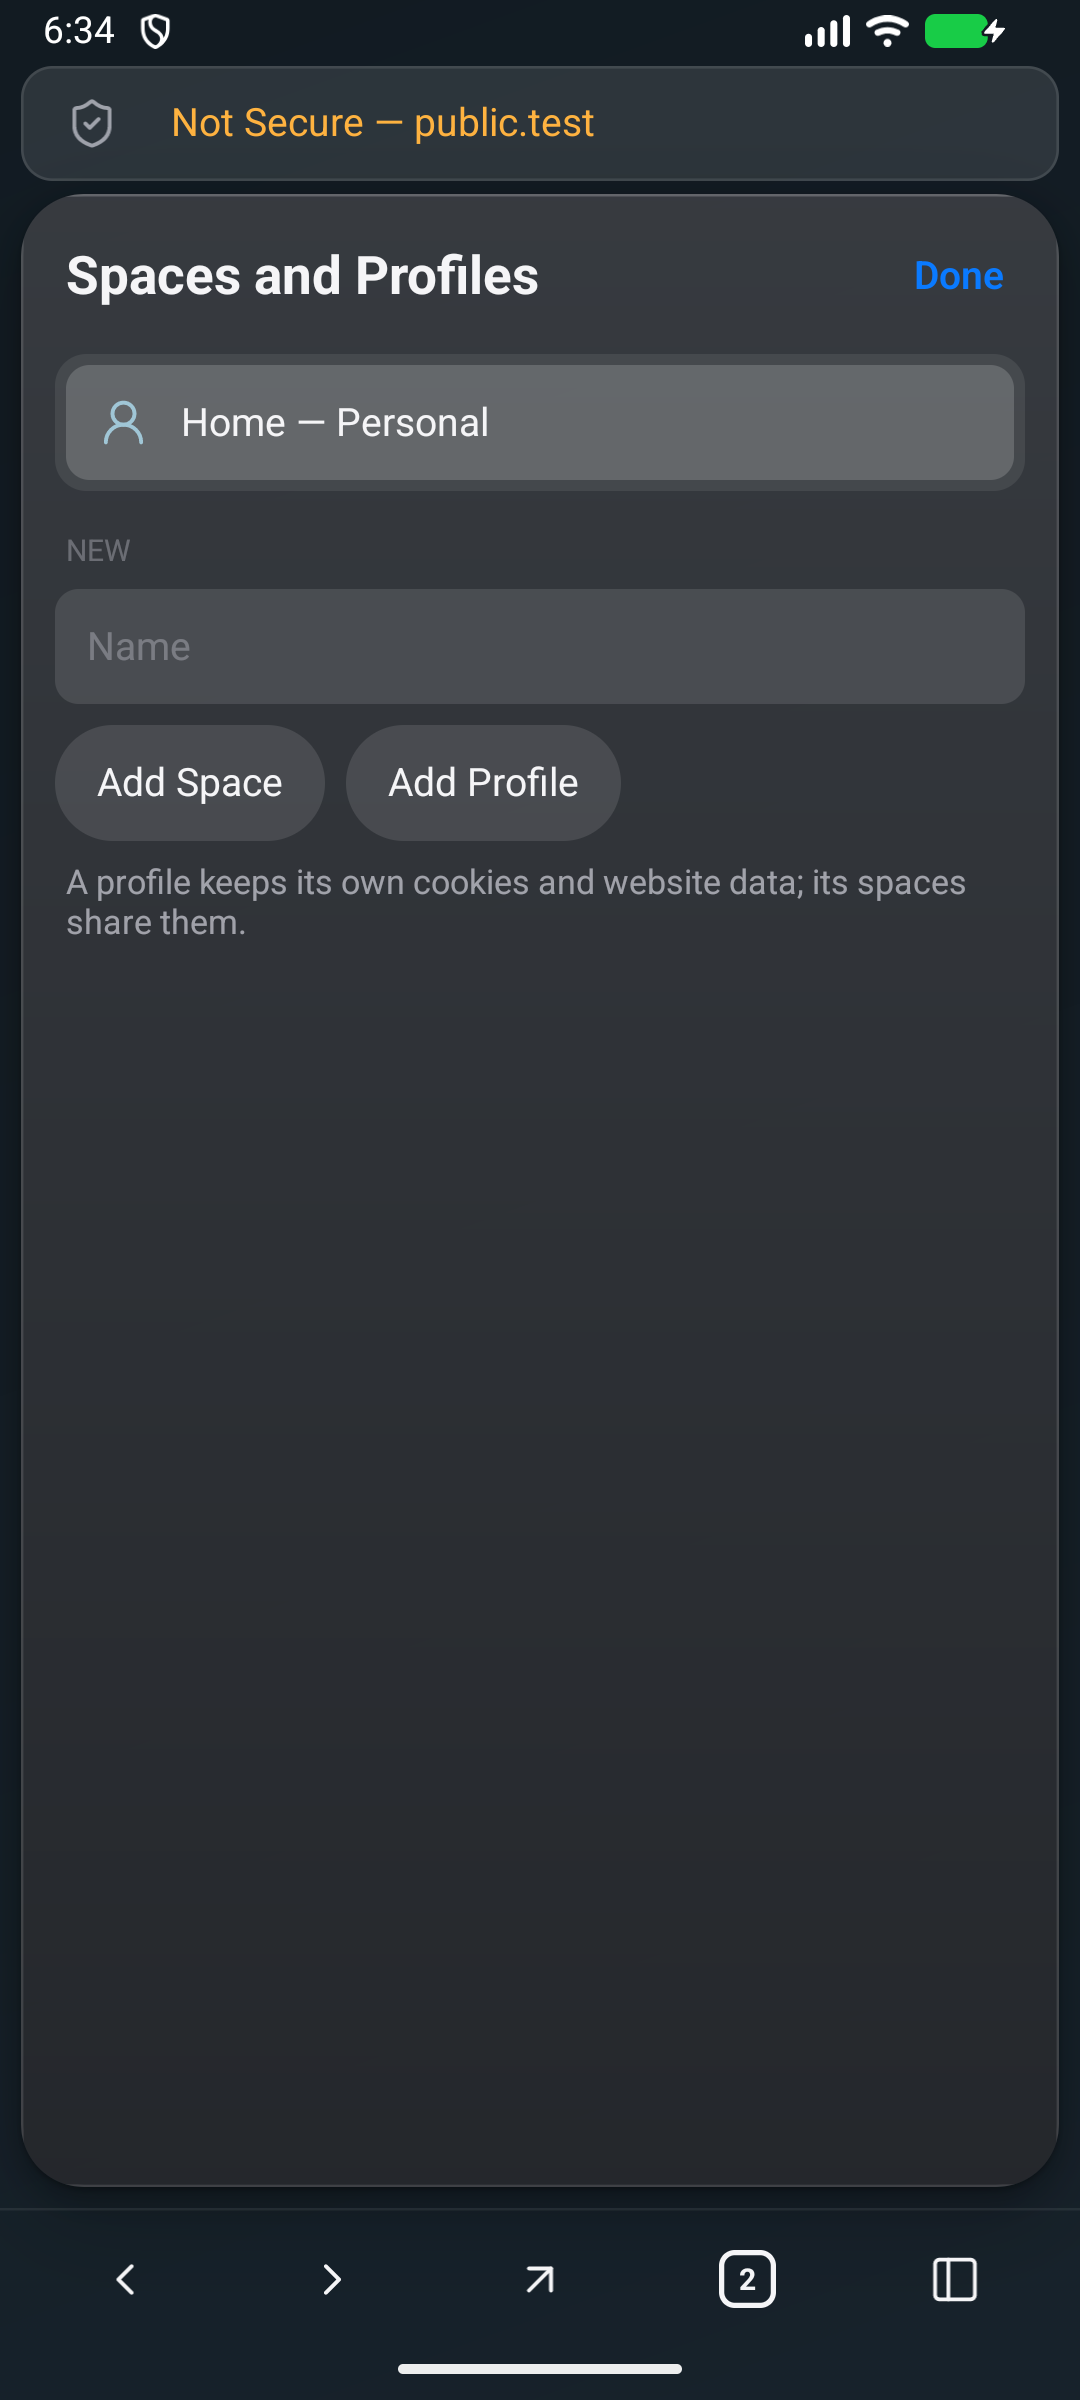 6:34
Not Secure — public.test
Spaces and Profiles
Done
Home — Personal
NEW
Name
Add Space
Add Profile
A profile keeps its own cookies and website data; its spaces
share them.
2